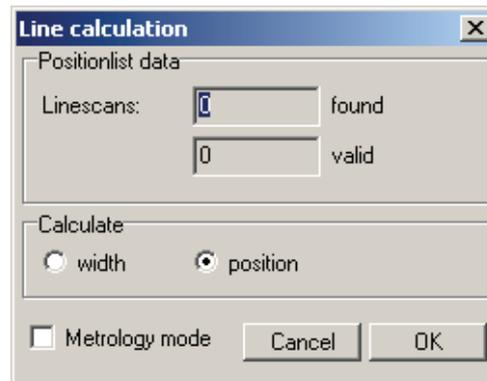 Line calculation
Positionlist data
Linescans: 0 found
0 valid
Calculate
width position
Metrology mode Cancel OK